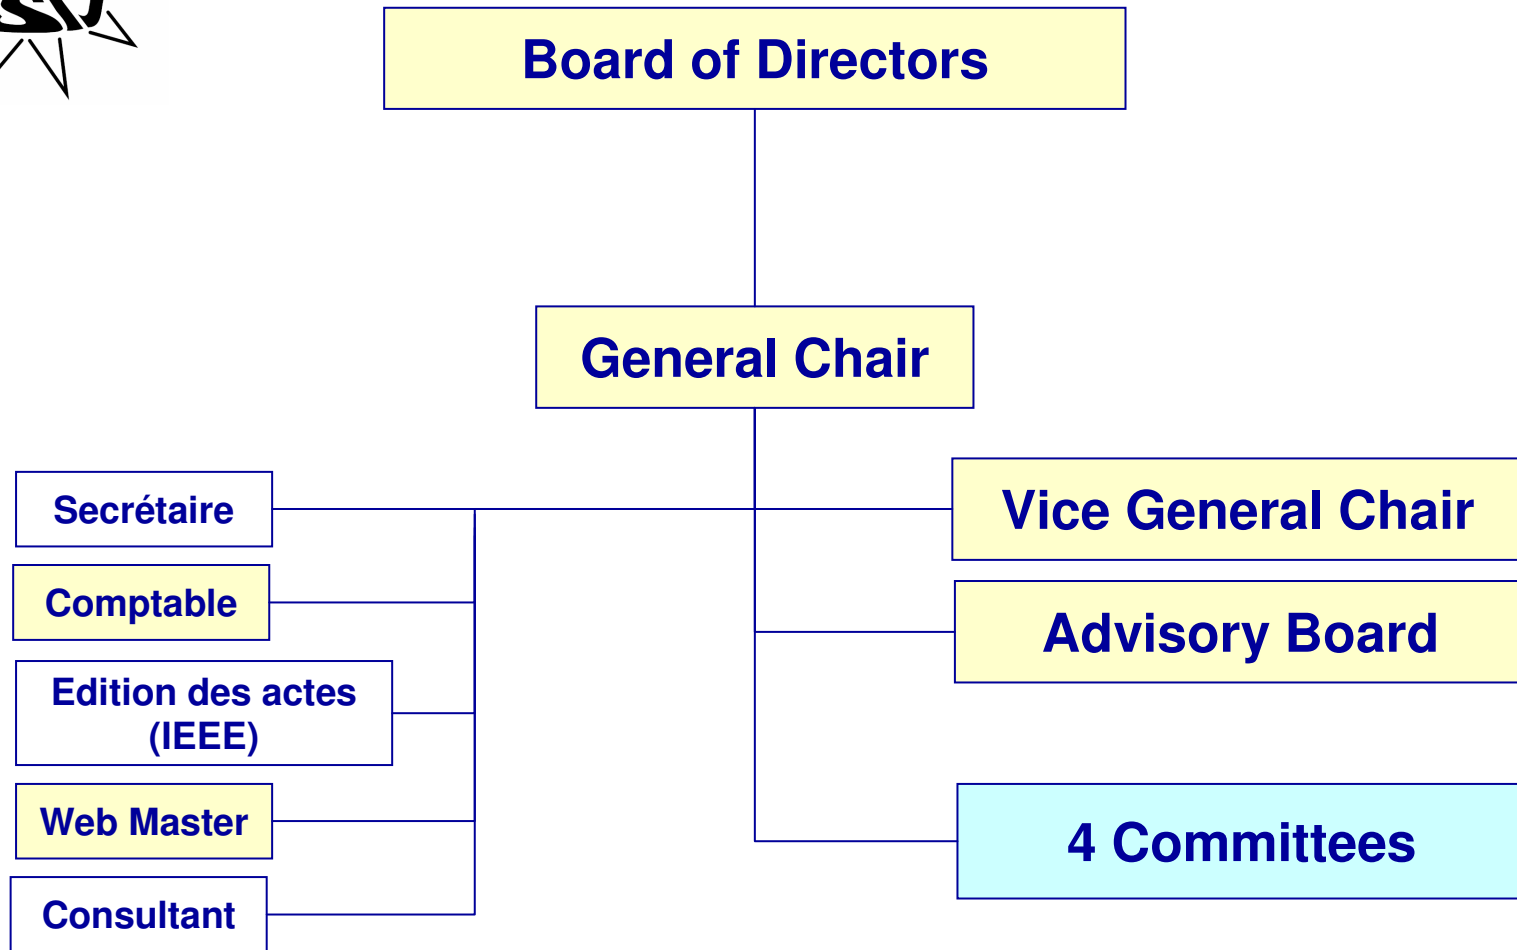 Board of Directors
General Chair
Secrétaire
Vice General Chair
Comptable
Advisory Board
Edition des actes
(IEEE)
Web Master
4 Committees
Consultant